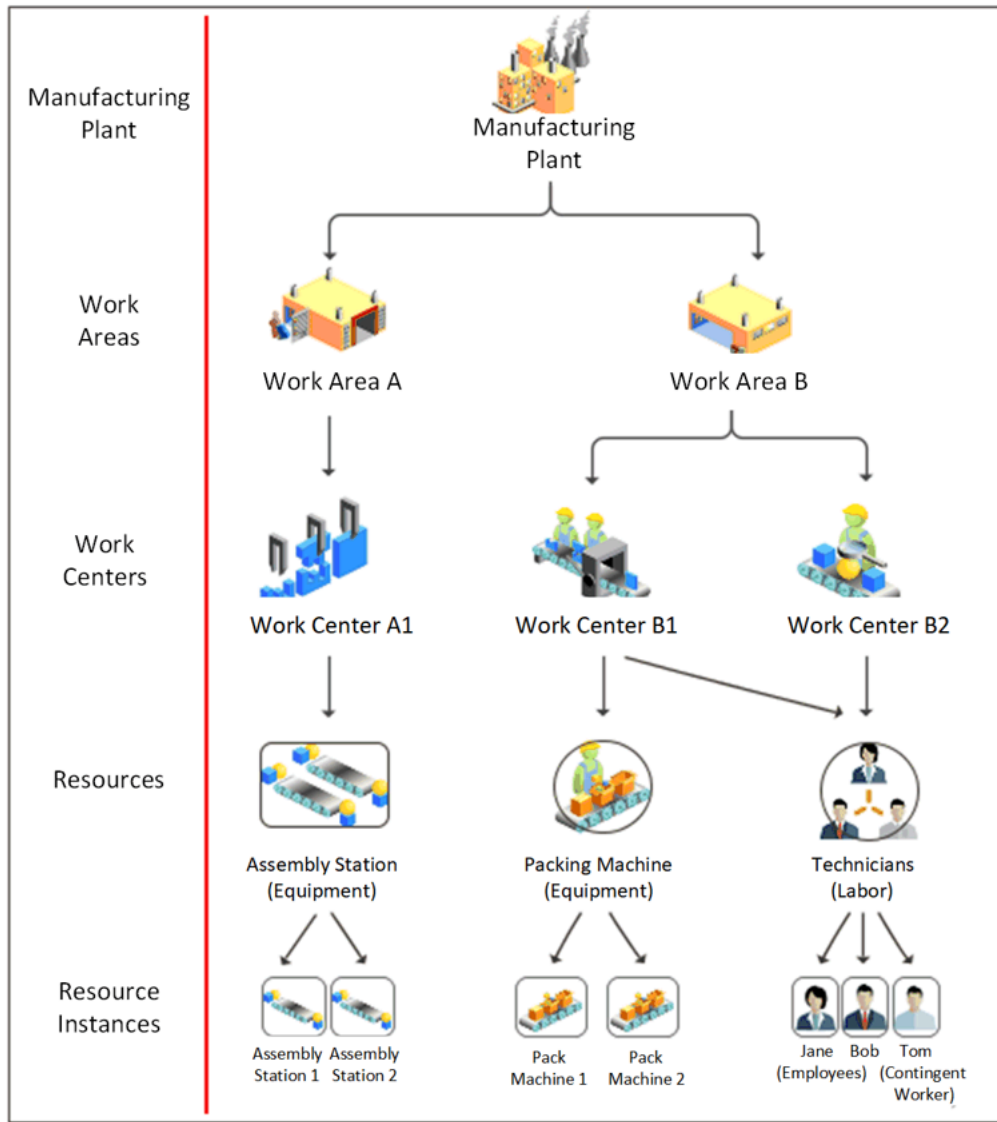 Manufacturing
Plant
Manufacturing
Plant
Work
Areas
Work Area A
Work Area B
Work
Centers
Work Center A1
Work Center B1
Work Center B2
Resources
Assembly Station
(Equipment)
Packing Machine
(Equipment)
Technicians
(Labor)
Resource
Instances
Assembly
Station 1
Assembly
Station 2
Pack
Machine 1
Pack
Machine 2
Jane
Bob
(Employees)
Tom
(Contingent
Worker)